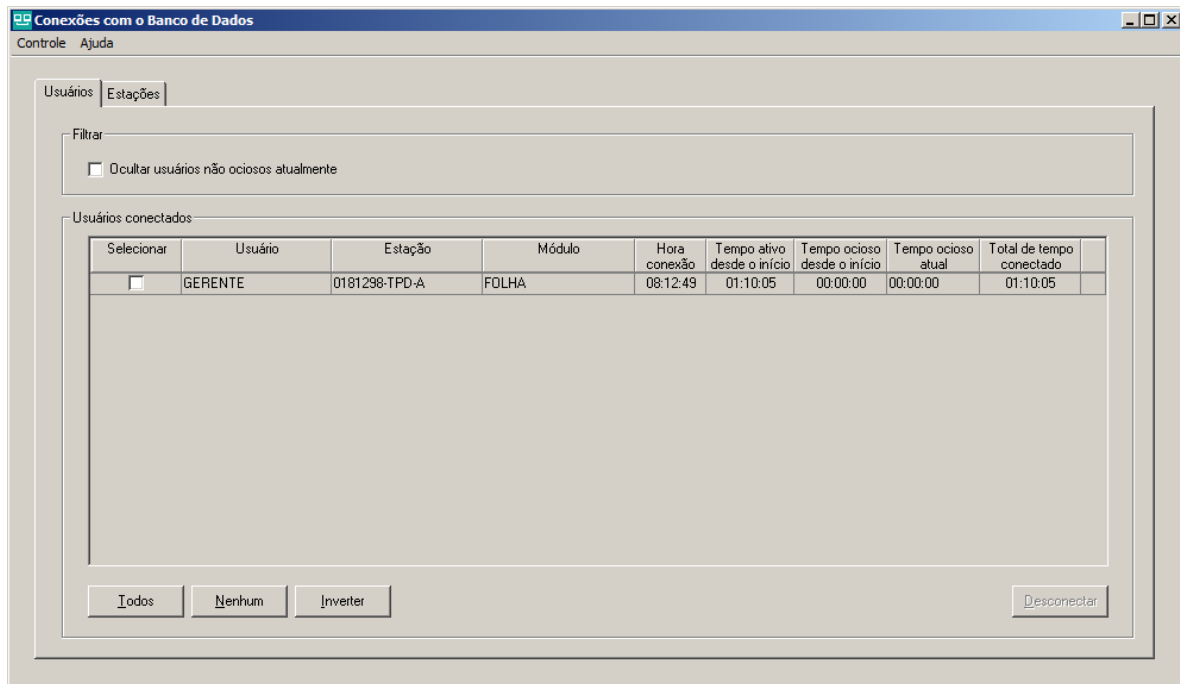 Conexões com o Banco de Dados
Controle Ajuda
Usuários Estações
Filtrar
Ocultar usuários não ociosos atualmente
Usuários conectados
Selecionar Usuário Estação Módulo Hora conexão Tempo ativo desde o início Tempo ocioso desde o início Tempo ocioso atual Total de tempo conectado
GERENTE 0181298-TPD-A FOLHA 08:12:49 01:10:05 00:00:00 00:00:00 01:10:05
Todos Nenhum Inverter Desconectar